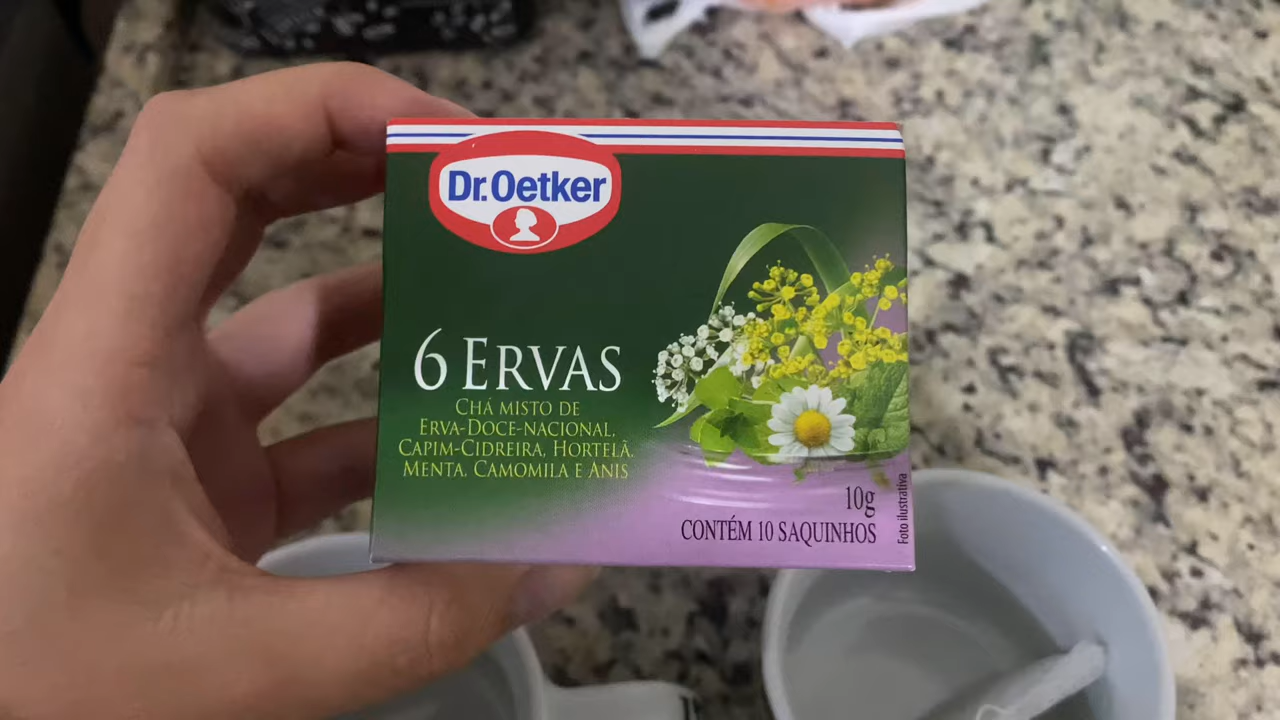 Dr.Oetker
6 ERVAS
CHÁ MISTO DE
ERVA-DOCE-NACIONAL,
CAPIM-CIDREIRA, HORTELÃ,
MENTA, CAMOMILA E ANIS
10g
CONTÉM 10 SAQUINHOS
Foto ilustrativa